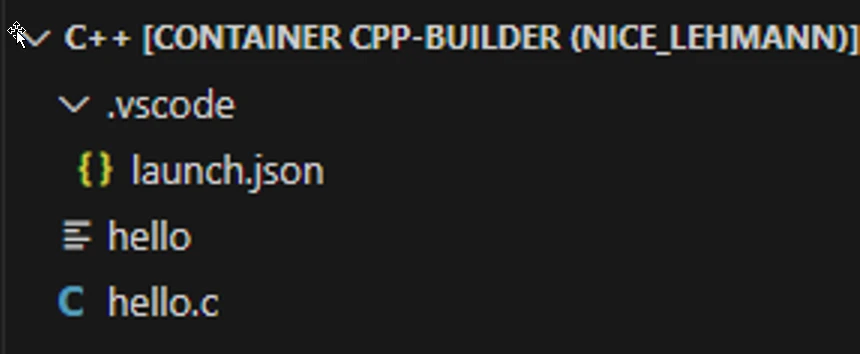 C++ [CONTAINER CPP-BUILDER (NICE_LEHMANN)]
.vscode
{} launch.json
hello
C hello.c